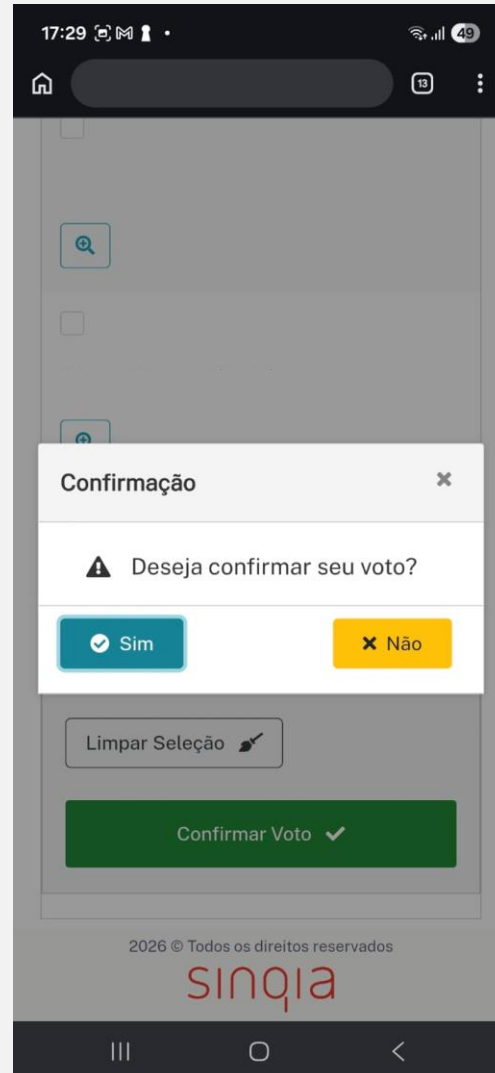 17:29
49
13
Confirmação
Deseja confirmar seu voto?
Sim
Não
Limpar Seleção
Confirmar Voto
2026 © Todos os direitos reservados
sinqia